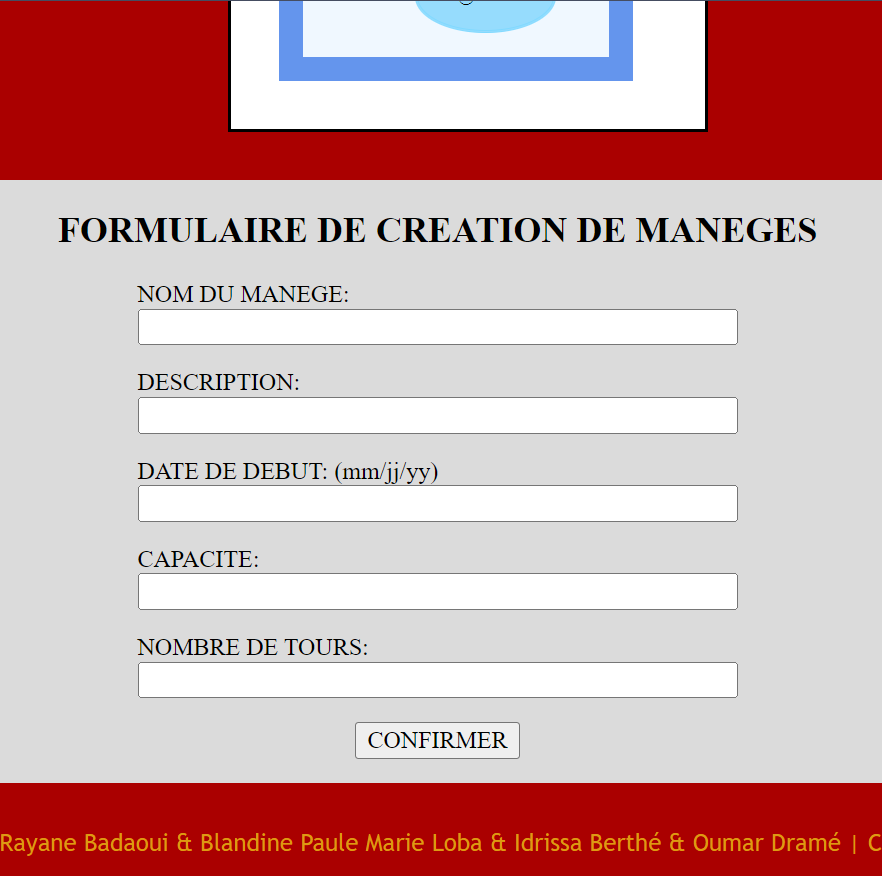 FORMULAIRE DE CREATION DE MANEGES
NOM DU MANEGE:
DESCRIPTION:
DATE DE DEBUT: (mm/jj/yy)
CAPACITE:
NOMBRE DE TOURS:
CONFIRMER
Rayane Badaoui & Blandine Paule Marie Loba & Idrissa Berthé & Oumar Dramé | C